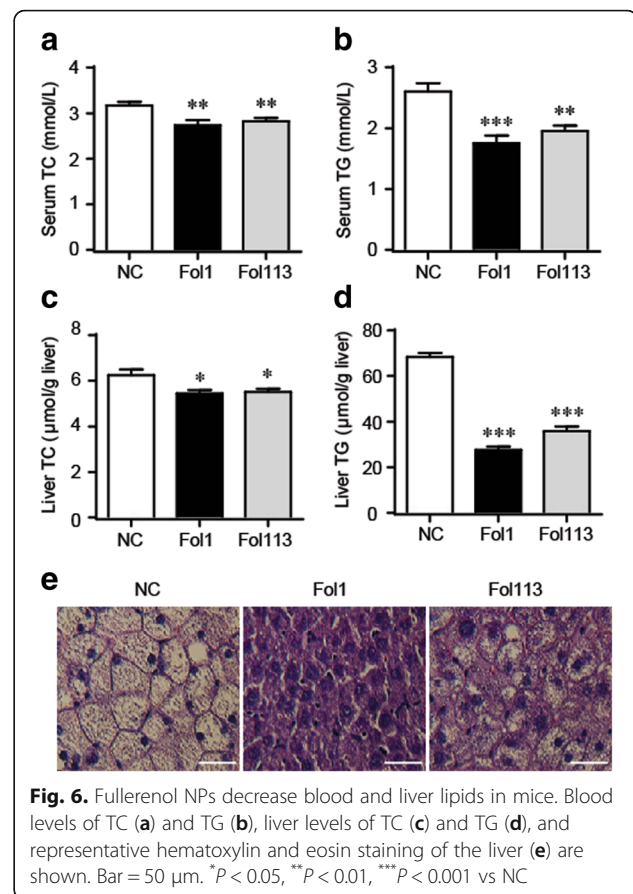 a
b
Serum TC (mmol/L)
4
3
2
1
0
**
**
NC
Fol1
Fol113
Serum TG (mmol/L)
3
2
1
0
***
**
NC
Fol1
Fol113
c
d
Liver TC (µmol/g liver)
8
6
4
2
0
*
*
NC
Fol1
Fol113
Liver TG (µmol/g liver)
80
60
40
20
0
***
***
NC
Fol1
Fol113
e
NC
Fol1
Fol113
Fig. 6. Fullerenol NPs decrease blood and liver lipids in mice. Blood
levels of TC (a) and TG (b), liver levels of TC (c) and TG (d), and
representative hematoxylin and eosin staining of the liver (e) are
shown. Bar = 50 µm. *P < 0.05, **P < 0.01, ***P < 0.001 vs NC